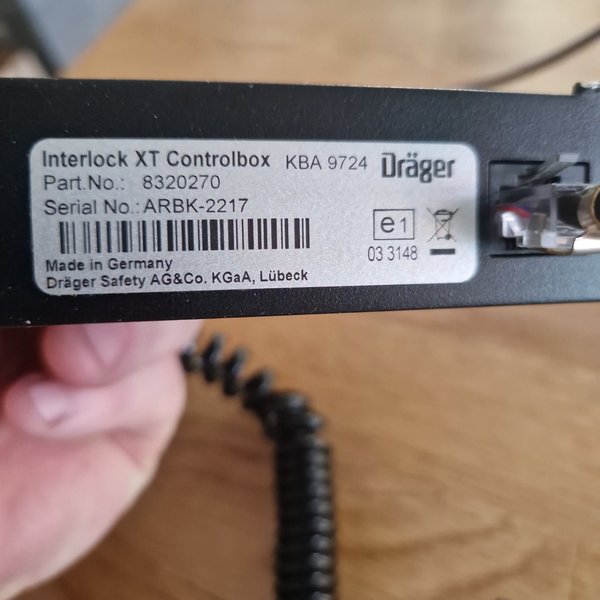 Interlock XT Controlbox KBA 9724 Dräger
Part.No.: 8320270
Serial No.: ARBK-2217
e1
03 3148
Made in Germany
Dräger Safety AG&Co. KGaA, Lübeck